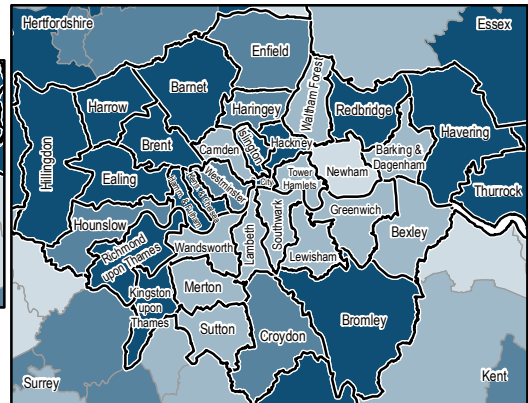 Hertfordshire
Essex
Enfield
Barnet
Waltham Forest
Harrow
Haringey
Redbridge
Havering
Hillingdon
Brent
Islington
Hackney
Camden
Barking &
Dagenham
Ealing
Westminster
City
Tower
Hamlets
Newham
Thurrock
Hounslow
Southwark
Greenwich
Bexley
Richmond
upon Thames
Wandsworth
Lambeth
Lewisham
Kingston
upon
Thames
Merton
Sutton
Croydon
Bromley
Surrey
Kent